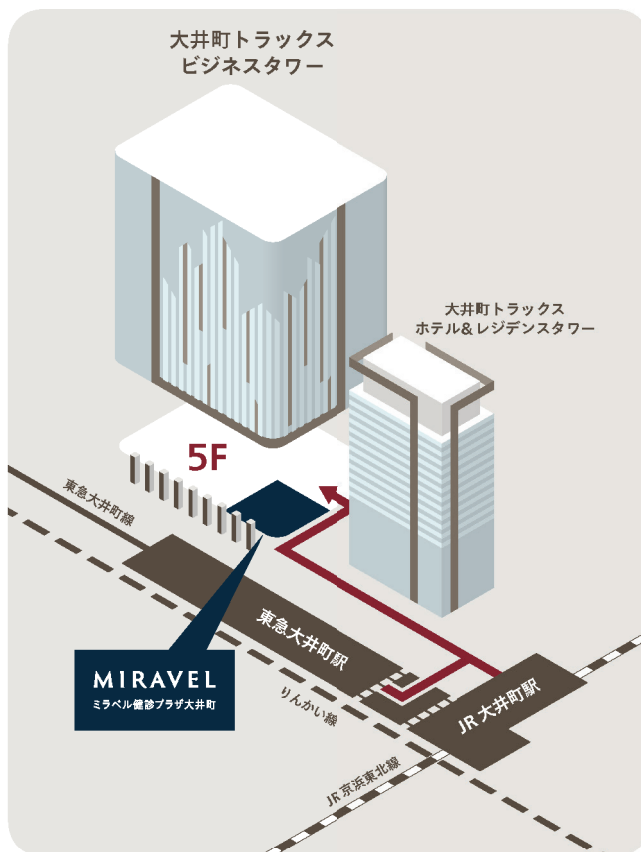 大井町トラックス
ビジネスタワー
大井町トラックス
ホテル&レジデンスタワー
5F
東急大井町線
東急大井町駅
MIRAVEL
ミラベル健診プラザ大井町
りんかい線
JR 大井町駅
JR 京浜東北線